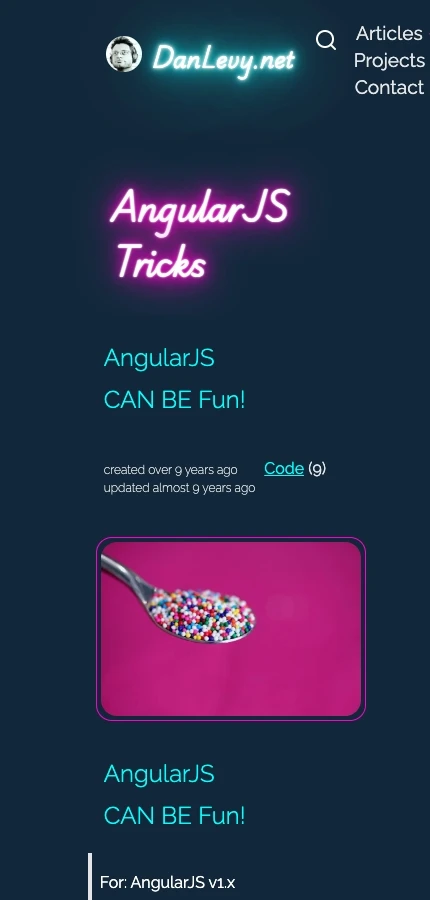 DanLevy.net
Articles
Projects
Contact
AngularJS
Tricks
AngularJS
CAN BE Fun!
created over 9 years ago
updated almost 9 years ago
Code (9)
AngularJS
CAN BE Fun!
For: AngularJS v1.x